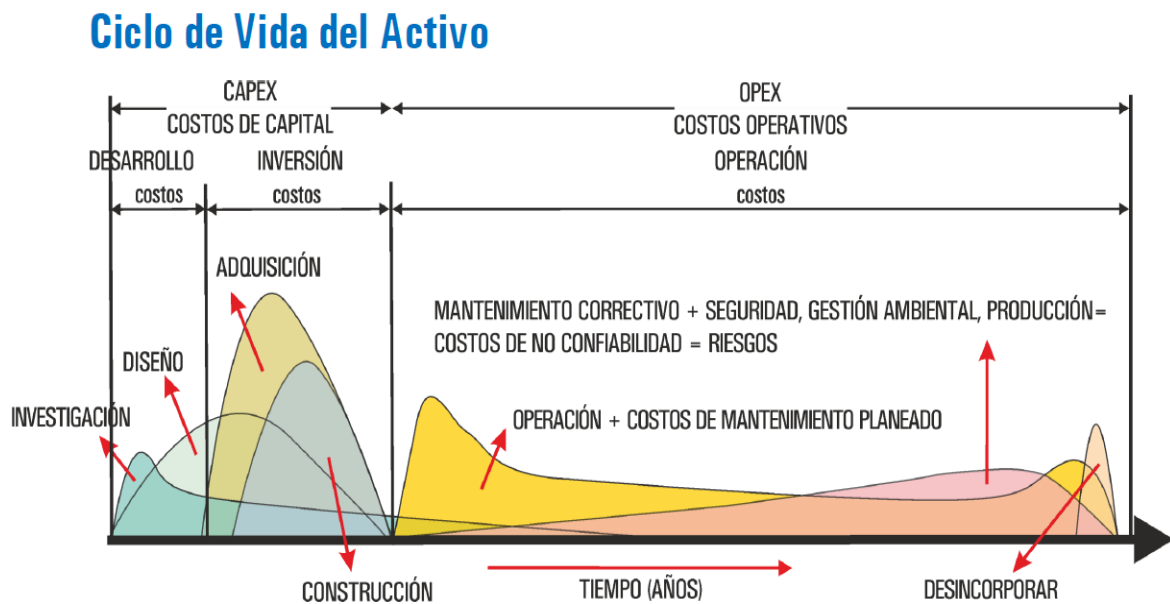 Ciclo de Vida del Activo
CAPEX
COSTOS DE CAPITAL
OPEX
COSTOS OPERATIVOS
DESARROLLO
costos
INVERSIÓN
costos
OPERACIÓN
costos
ADQUISICIÓN
DISEÑO
INVESTIGACIÓN
MANTENIMIENTO CORRECTIVO + SEGURIDAD, GESTIÓN AMBIENTAL, PRODUCCIÓN=
COSTOS DE NO CONFIABILIDAD = RIESGOS
OPERACIÓN + COSTOS DE MANTENIMIENTO PLANEADO
CONSTRUCCIÓN
TIEMPO (AÑOS)
DESINCORPORAR